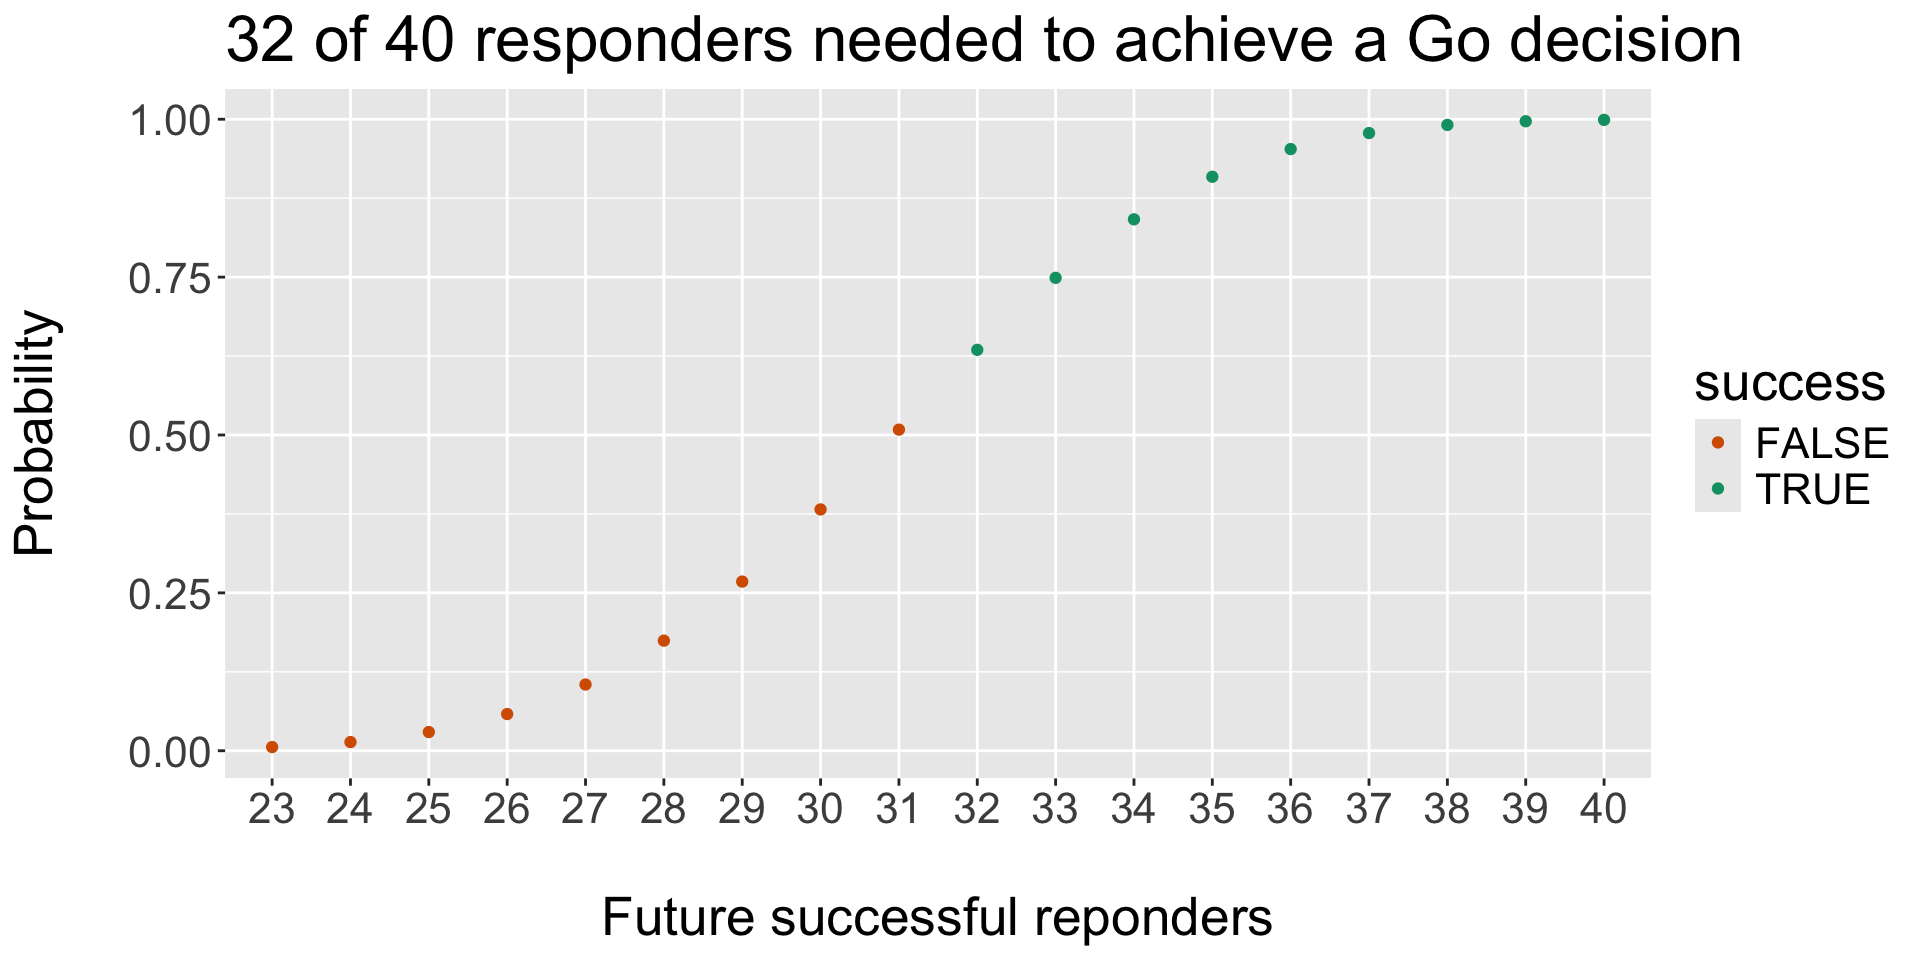 32 of 40 responders needed to achieve a Go decision
Probability
1.00
0.75
0.50
0.25
0.00
23 24 25 26 27 28 29 30 31 32 33 34 35 36 37 38 39 40
Future successful reponders
success
FALSE
TRUE